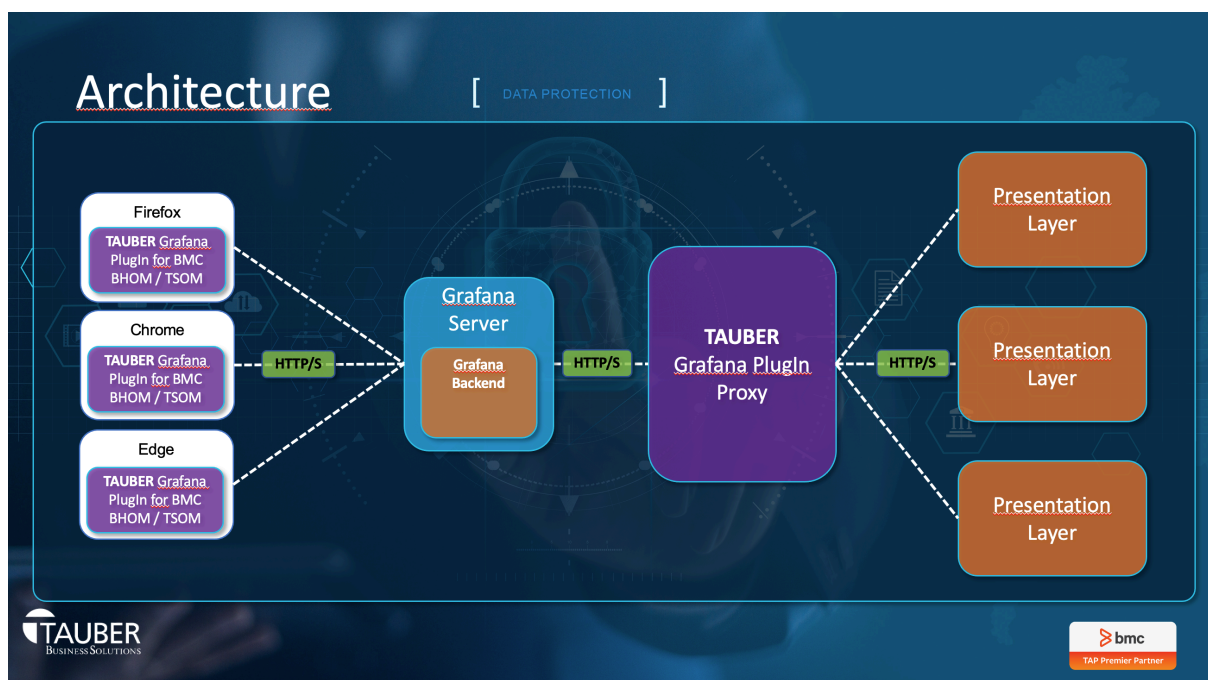 Architecture
[ DATA PROTECTION ]
Firefox
TAUBER Grafana
PlugIn for BMC
BHOM / TSOM
Chrome
TAUBER Grafana
PlugIn for BMC
BHOM / TSOM
Edge
TAUBER Grafana
PlugIn for BMC
BHOM / TSOM
HTTP/S
Grafana
Server
Grafana
Backend
HTTP/S
TAUBER
Grafana PlugIn
Proxy
HTTP/S
Presentation
Layer
Presentation
Layer
Presentation
Layer
TAUBER
BUSINESS SOLUTIONS
bmc
TAP Premier Partner